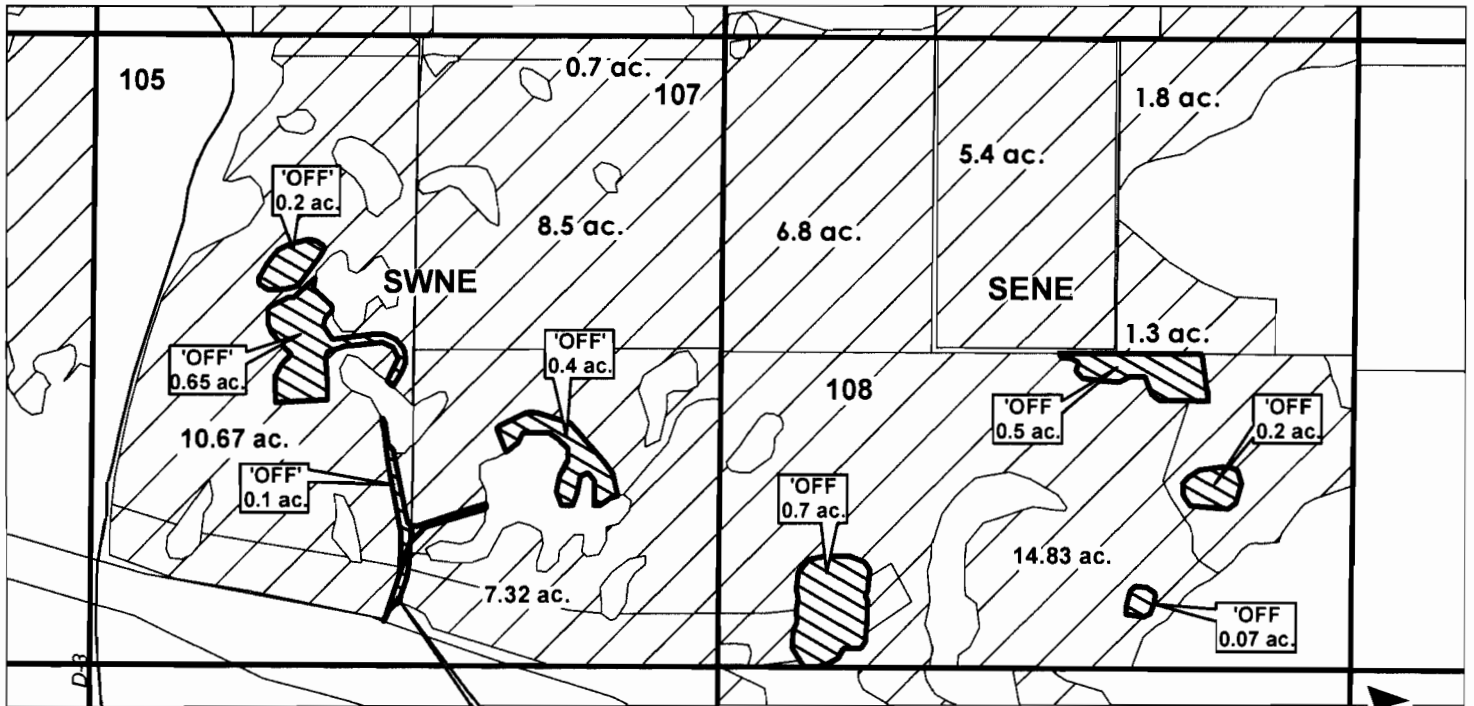 105
0.7 ac.
107
1.8 ac.
5.4 ac.
'OFF'
0.2 ac.
8.5 ac.
6.8 ac.
SWNE
SENE
1.3 ac.
'OFF'
0.65 ac.
'OFF'
0.4 ac.
108
'OFF
0.5 ac.
'OFF
0.2 ac.
10.67 ac.
'OFF'
0.1 ac.
'OFF
0.7 ac.
14.83 ac.
7.32 ac.
'OFF
0.07 ac.
D-3